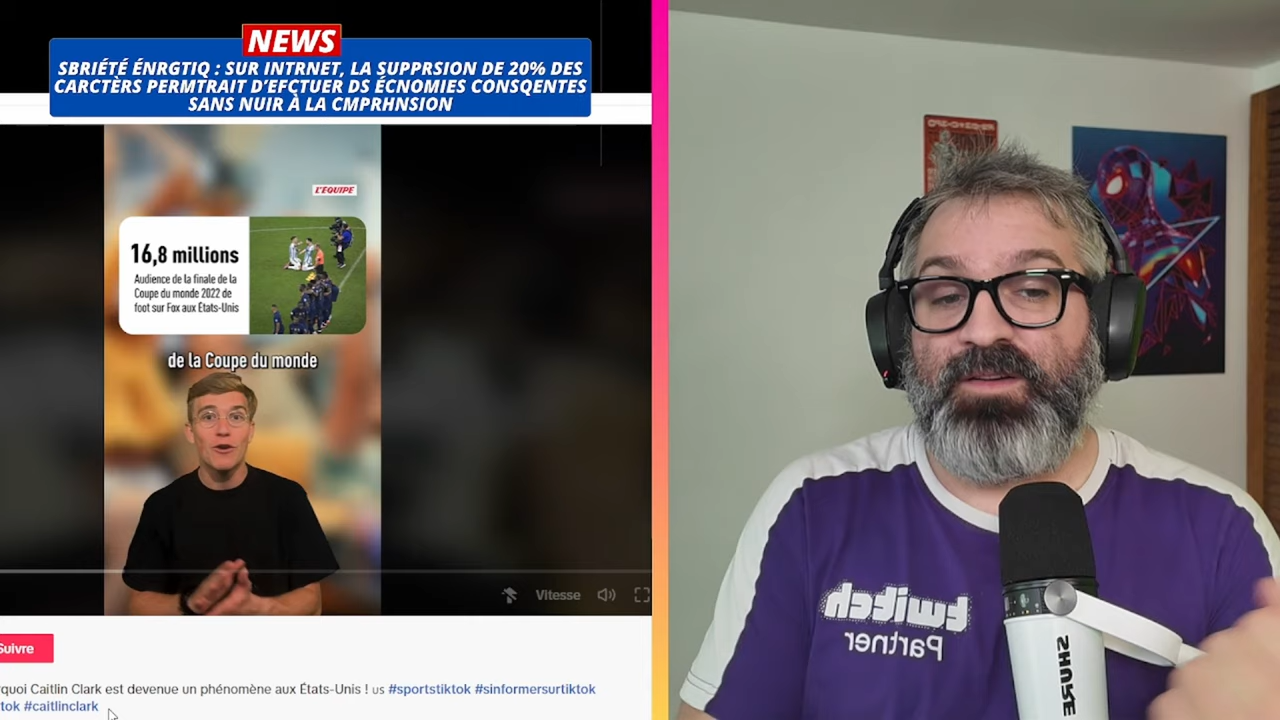 NEWS
SBRIÉTÉ ÉNRGTIQ : SUR INTRNET, LA SUPPRSION DE 20% DES
CARCTÈRS PERMTRAIT D'EFÇTUER DS ÉCNOMIES CONSQENTES
SANS NUIR À LA CMPRHNSION
L'EQUIPE
16,8 millions
Audience de la finale de la
Coupe du monde 2022 de
foot sur Fox aux États-Unis
de la Coupe du monde
Vitesse
Suivre
quoi Caitlin Clark est devenue un phénomène aux États-Unis ! us #sportstiktok #sinformersurtiktok
tok #caitlinclark
twitch
Partner
SHURE